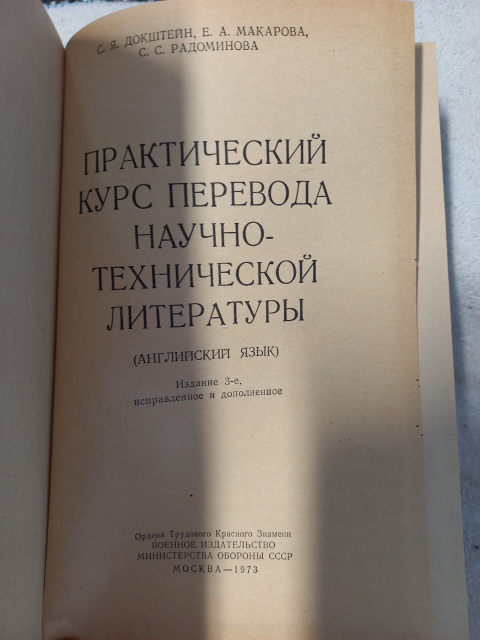 С. Я. ДОКШТЕЙН, Е. А. МАКАРОВА,
С. С. РАДОМИНОВА
ПРАКТИЧЕСКИЙ
КУРС ПЕРЕВОДА
НАУЧНО-
ТЕХНИЧЕСКОЙ
ЛИТЕРАТУРЫ
(АНГЛИЙСКИЙ ЯЗЫК)
Издание 3-е,
исправленное и дополненное
Ордена Трудового Красного Знамени
ВОЕННОЕ ИЗДАТЕЛЬСТВО
МИНИСТЕРСТВА ОБОРОНЫ СССР
МОСКВА—1973